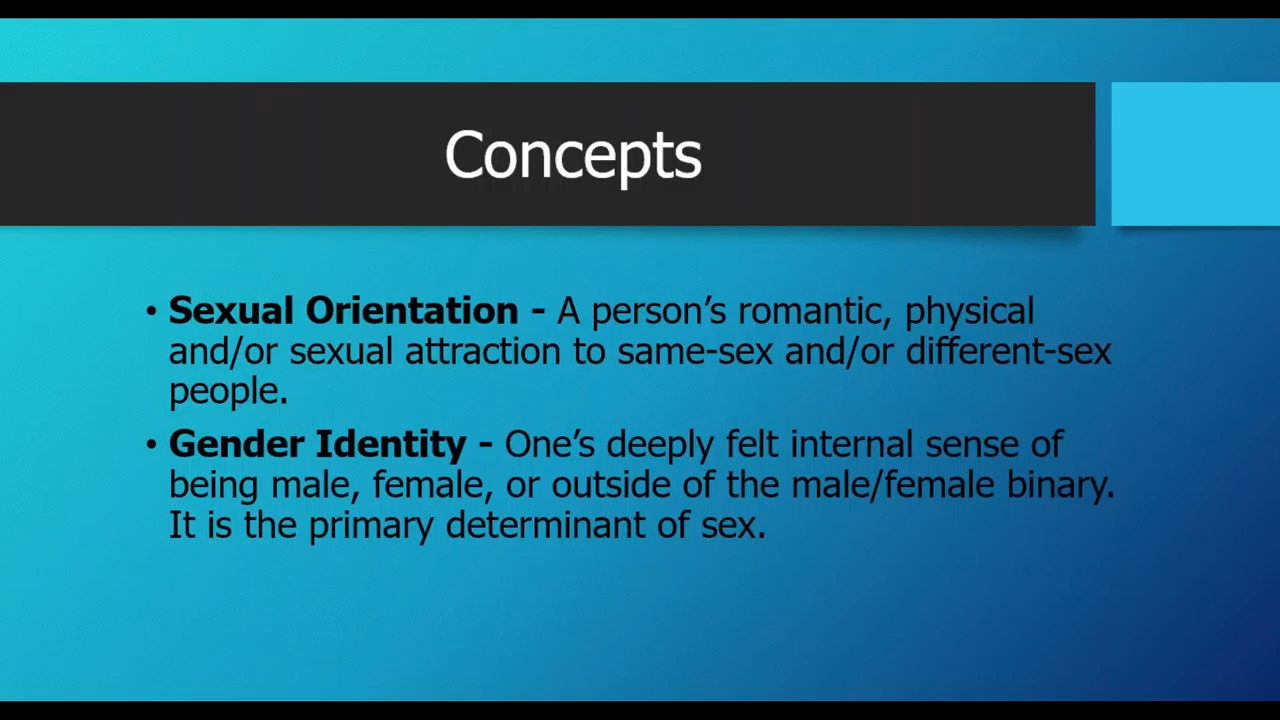 Concepts
• Sexual Orientation - A person’s romantic, physical
and/or sexual attraction to same-sex and/or different-sex
people.
• Gender Identity - One’s deeply felt internal sense of
being male, female, or outside of the male/female binary.
It is the primary determinant of sex.